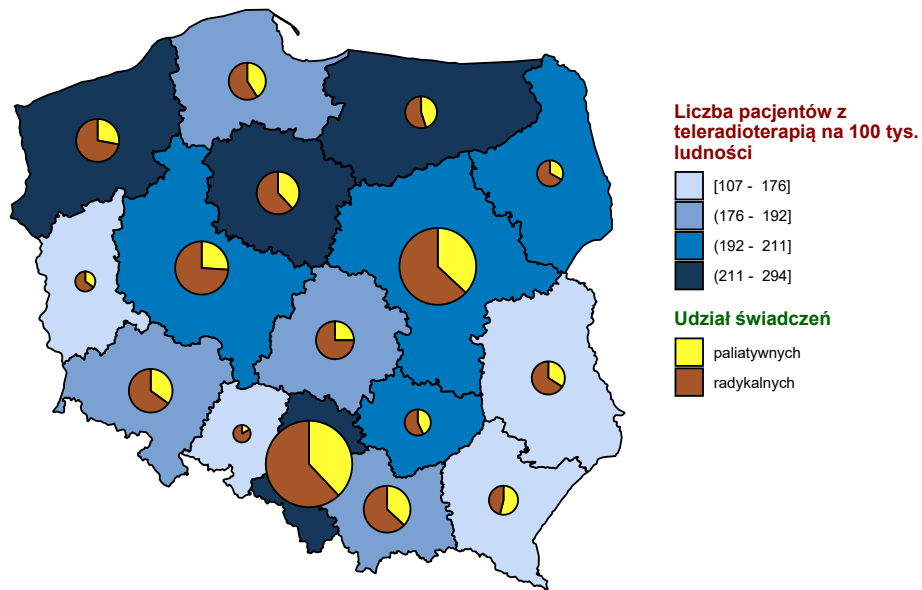 Liczba pacjentów z
teleradioterapią na 100 tys.
ludności
[107 - 176]
(176 - 192]
(192 - 211]
(211 - 294]
Udział świadczeń
paliatywnych
radykalnych